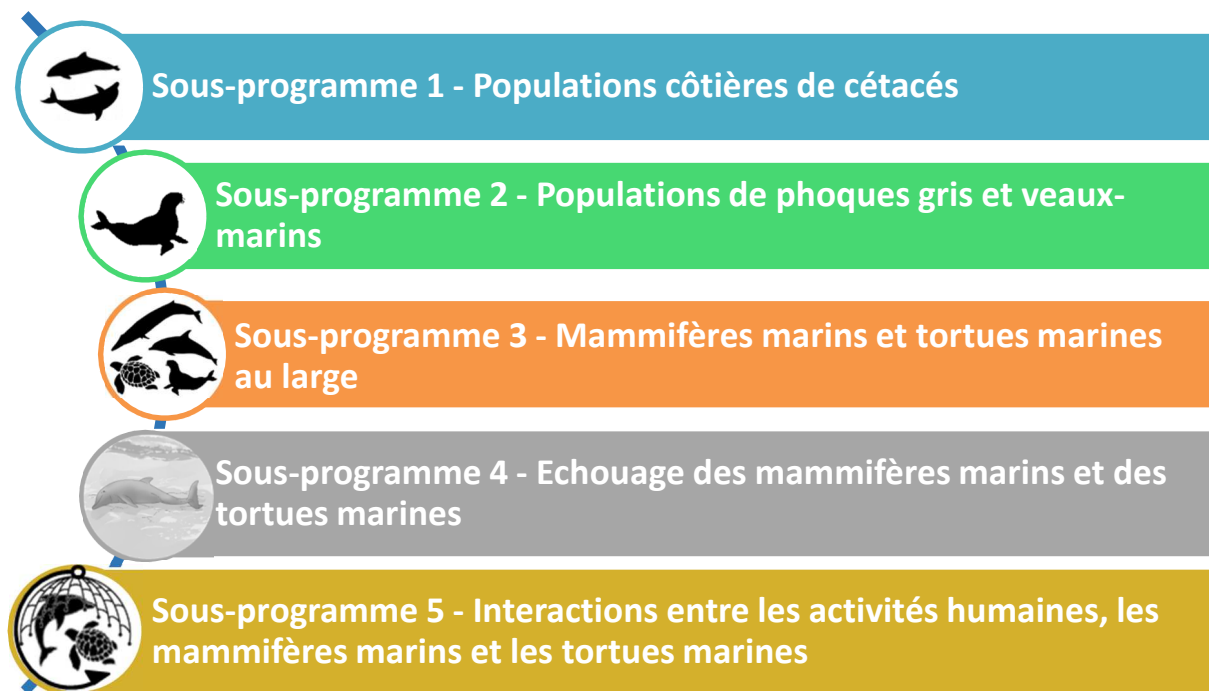 Sous-programme 1 - Populations côtières de cétacés
Sous-programme 2 - Populations de phoques gris et veaux-
marins
Sous-programme 3 - Mammifères marins et tortues marines
au large
Sous-programme 4 - Echouage des mammifères marins et des
tortues marines
Sous-programme 5 - Interactions entre les activités humaines, les
mammifères marins et les tortues marines